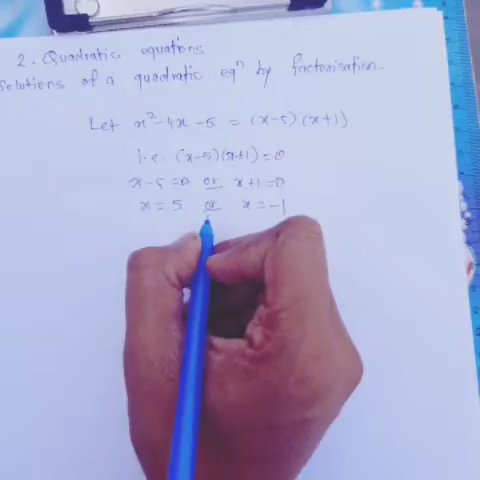 2. Quadratic equations
Solutions of a quadratic eqⁿ by factorisation.
Let x² - 4x - 5 = (x-5)(x+1)
i.e. (x-5)(x+1) = 0
x-5 = 0 or x+1 = 0
x = 5 or x = -1